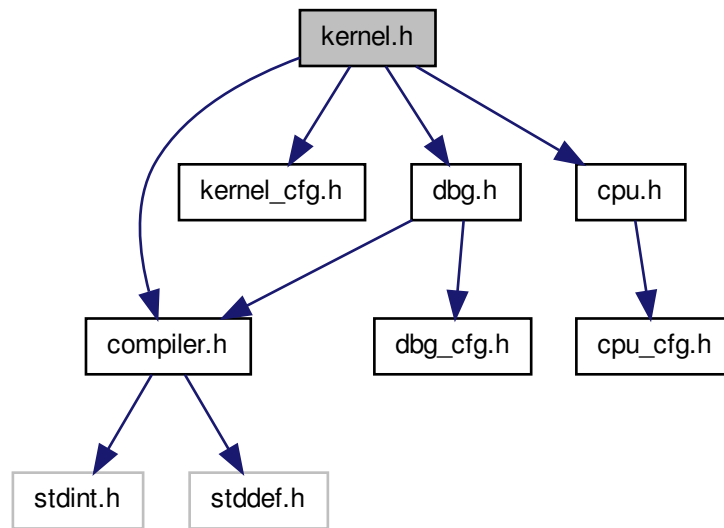 kernel.h
kernel_cfg.h
dbg.h
cpu.h
compiler.h
dbg_cfg.h
cpu_cfg.h
stdint.h
stddef.h